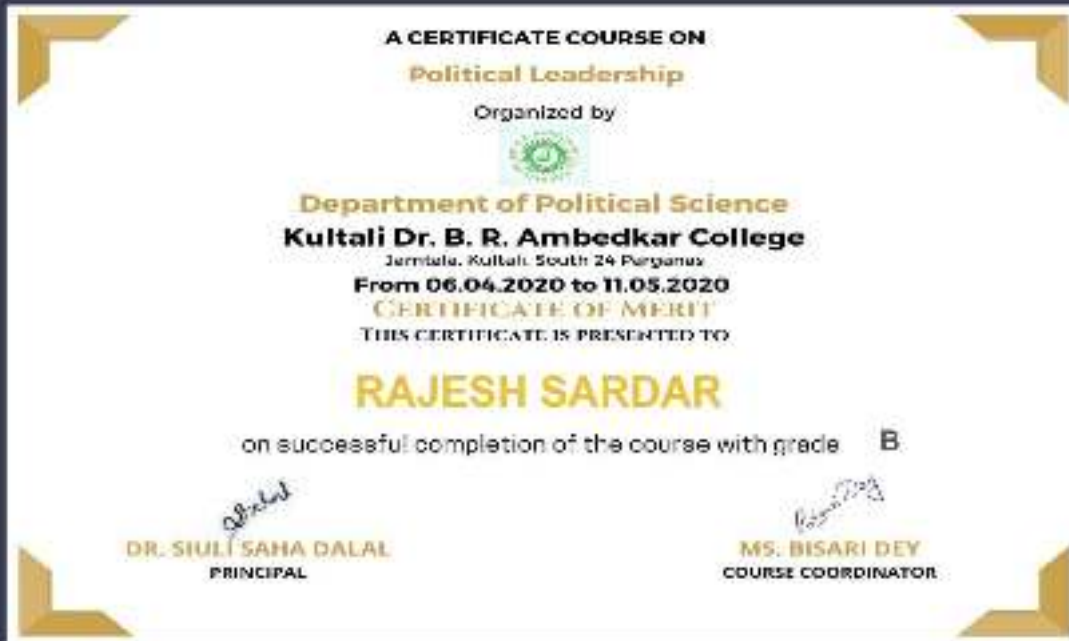 A CERTIFICATE COURSE ON
Political Leadership
Organized by
Department of Political Science
Kultali Dr. B. R. Ambedkar College
Jamtala, Kultali, South 24 Parganas
From 06.04.2020 to 11.05.2020
CERTIFICATE OF MERIT
THIS CERTIFICATE IS PRESENTED TO
RAJESH SARDAR
on successful completion of the course with grade B
DR. SIULI SAHA DALAL
PRINCIPAL
MS. BISARI DEY
COURSE COORDINATOR